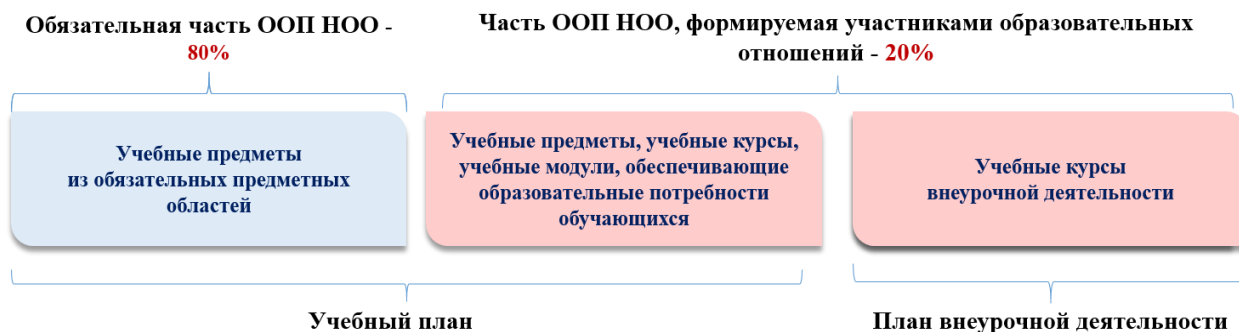 Обязательная часть ООП НОО -
80%
Часть ООП НОО, формируемая участниками образовательных
отношений - 20%
Учебные предметы
из обязательных предметных
областей
Учебные предметы, учебные курсы,
учебные модули, обеспечивающие
образовательные потребности
обучающихся
Учебные курсы
внеурочной деятельности
Учебный план
План внеурочной деятельности